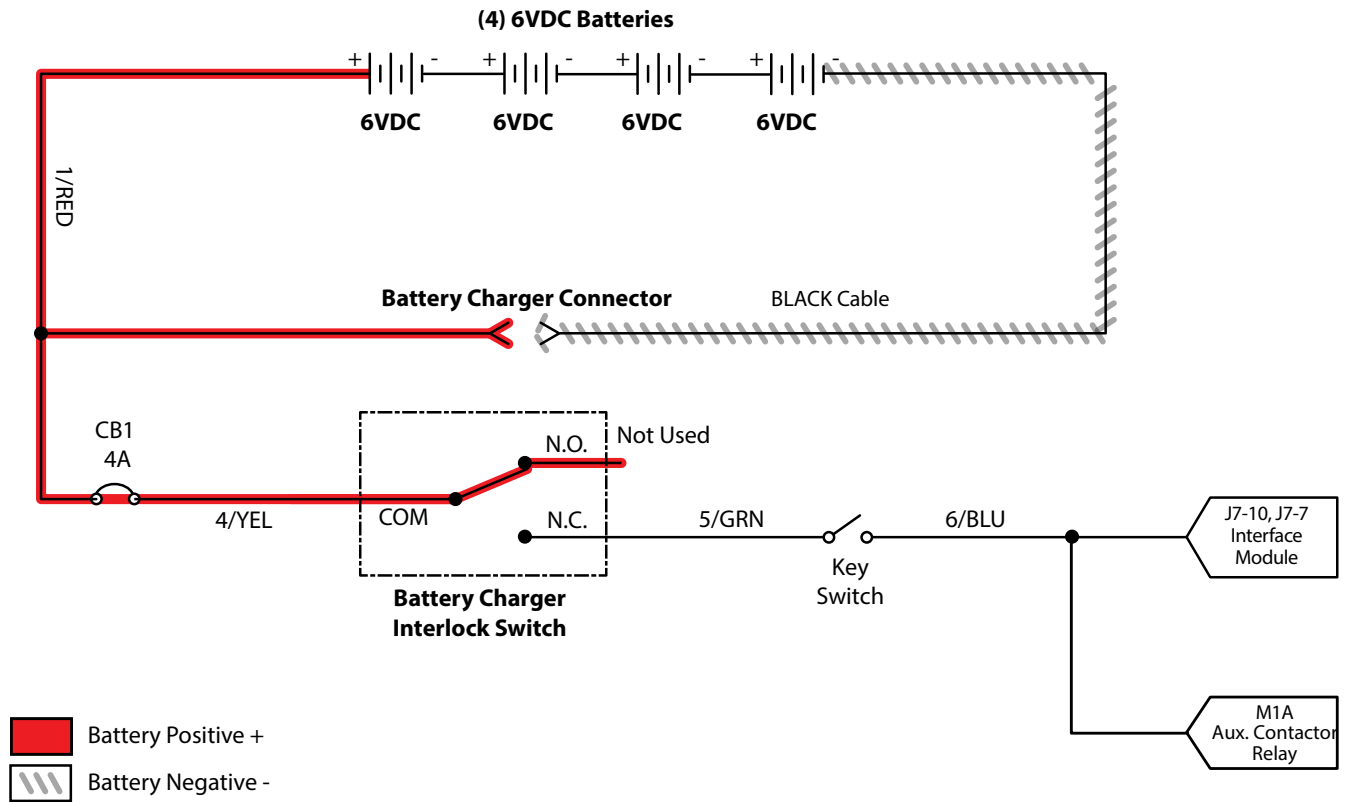 (4) 6VDC Batteries
+ - + - + - + -
6VDC 6VDC 6VDC 6VDC
1/RED
Battery Charger Connector
BLACK Cable
CB1
4A
N.O.
Not Used
4/YEL
COM
N.C.
5/GRN
6/BLU
Key
Switch
Battery Charger
Interlock Switch
J7-10, J7-7
Interface
Module
M1A
Aux. Contactor
Relay
Battery Positive +
Battery Negative -